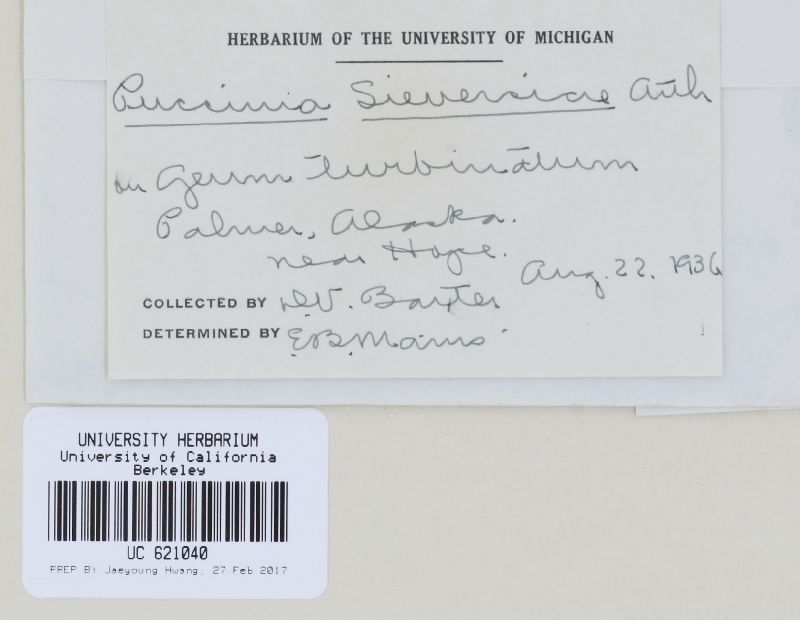 HERBARIUM OF THE UNIVERSITY OF MICHIGAN
Puccinia Sieversiae Arth
on Geum turbinatum
Palmer, Alaska.
near Hope.
Aug. 22. 1936
COLLECTED BY D.V. Baxter
DETERMINED BY E.B. Mains
UNIVERSITY HERBARIUM
University of California
Berkeley
UC 621040
PREP BY Jaeyoung Hwang, 27 Feb 2017